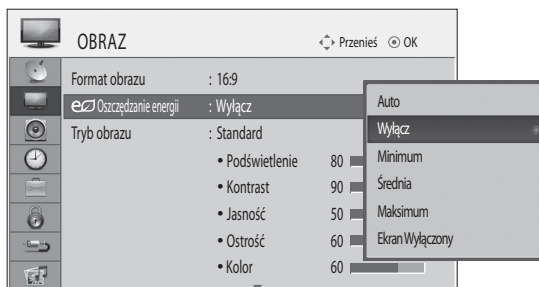 OBRAZ Przenieś OK
Format obrazu : 16:9
Oszczędzanie energii : Wyłącz
Tryb obrazu : Standard
• Podświetlenie 80
• Kontrast 90
• Jasność 50
• Ostrość 60
• Kolor 60
Auto
Wyłącz
Minimum
Średnia
Maksimum
Ekran Wyłączony